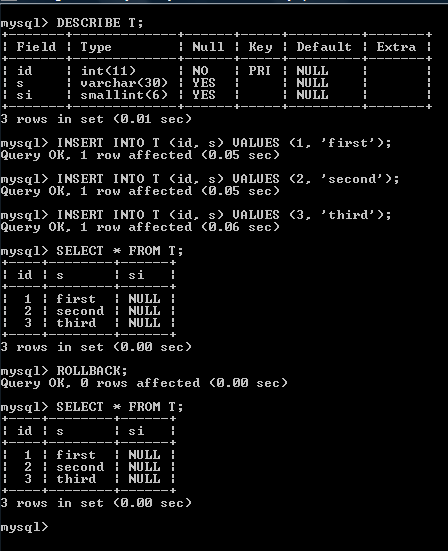 mysql> DESCRIBE T;
+-------+-------------+------+-----+---------+-------+
¦ Field ¦ Type        ¦ Null ¦ Key ¦ Default ¦ Extra ¦
+-------+-------------+------+-----+---------+-------+
¦ id    ¦ int(11)     ¦ NO   ¦ PRI ¦ NULL    ¦       ¦
¦ s     ¦ varchar(30) ¦ YES  ¦     ¦ NULL    ¦       ¦
¦ si    ¦ smallint(6) ¦ YES  ¦     ¦ NULL    ¦       ¦
+-------+-------------+------+-----+---------+-------+
3 rows in set (0.01 sec)
mysql> INSERT INTO T (id, s) VALUES (1, 'first');
Query OK, 1 row affected (0.05 sec)
mysql> INSERT INTO T (id, s) VALUES (2, 'second');
Query OK, 1 row affected (0.05 sec)
mysql> INSERT INTO T (id, s) VALUES (3, 'third');
Query OK, 1 row affected (0.06 sec)
mysql> SELECT * FROM T;
+----+--------+------+
¦ id ¦ s      ¦ si   ¦
+----+--------+------+
¦  1 ¦ first  ¦ NULL ¦
¦  2 ¦ second ¦ NULL ¦
¦  3 ¦ third  ¦ NULL ¦
+----+--------+------+
3 rows in set (0.00 sec)
mysql> ROLLBACK;
Query OK, 0 rows affected (0.00 sec)
mysql> SELECT * FROM T;
+----+--------+------+
¦ id ¦ s      ¦ si   ¦
+----+--------+------+
¦  1 ¦ first  ¦ NULL ¦
¦  2 ¦ second ¦ NULL ¦
¦  3 ¦ third  ¦ NULL ¦
+----+--------+------+
3 rows in set (0.00 sec)
mysql>